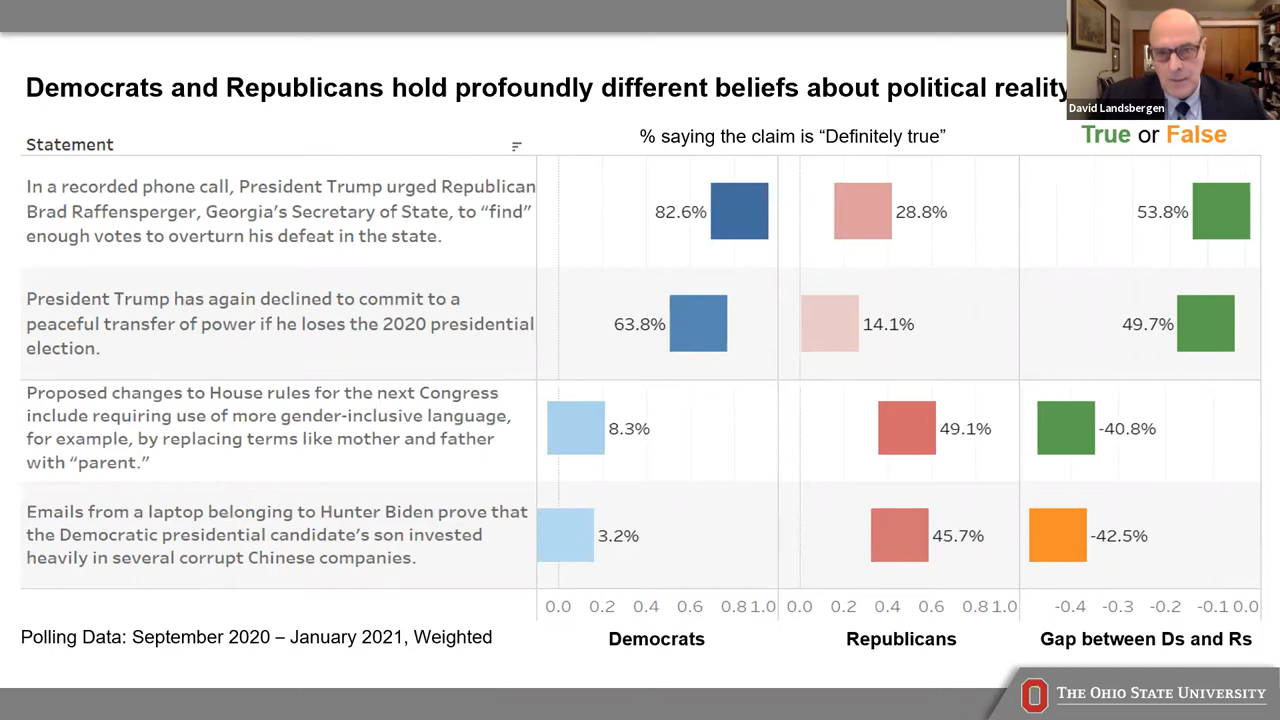 Democrats and Republicans hold profoundly different beliefs about political reality
David Landsbergen
Statement
% saying the claim is “Definitely true”
True or False
In a recorded phone call, President Trump urged Republican
Brad Raffensperger, Georgia’s Secretary of State, to “find”
enough votes to overturn his defeat in the state.
82.6%
28.8%
53.8%
President Trump has again declined to commit to a
peaceful transfer of power if he loses the 2020 presidential
election.
63.8%
14.1%
49.7%
Proposed changes to House rules for the next Congress
include requiring use of more gender-inclusive language,
for example, by replacing terms like mother and father
with “parent.”
8.3%
49.1%
-40.8%
Emails from a laptop belonging to Hunter Biden prove that
the Democratic presidential candidate’s son invested
heavily in several corrupt Chinese companies.
3.2%
45.7%
-42.5%
0.0 0.2 0.4 0.6 0.8 1.0
0.0 0.2 0.4 0.6 0.8 1.0
-0.4 -0.3 -0.2 -0.1 0.0
Polling Data: September 2020 – January 2021, Weighted
Democrats
Republicans
Gap between Ds and Rs
THE OHIO STATE UNIVERSITY